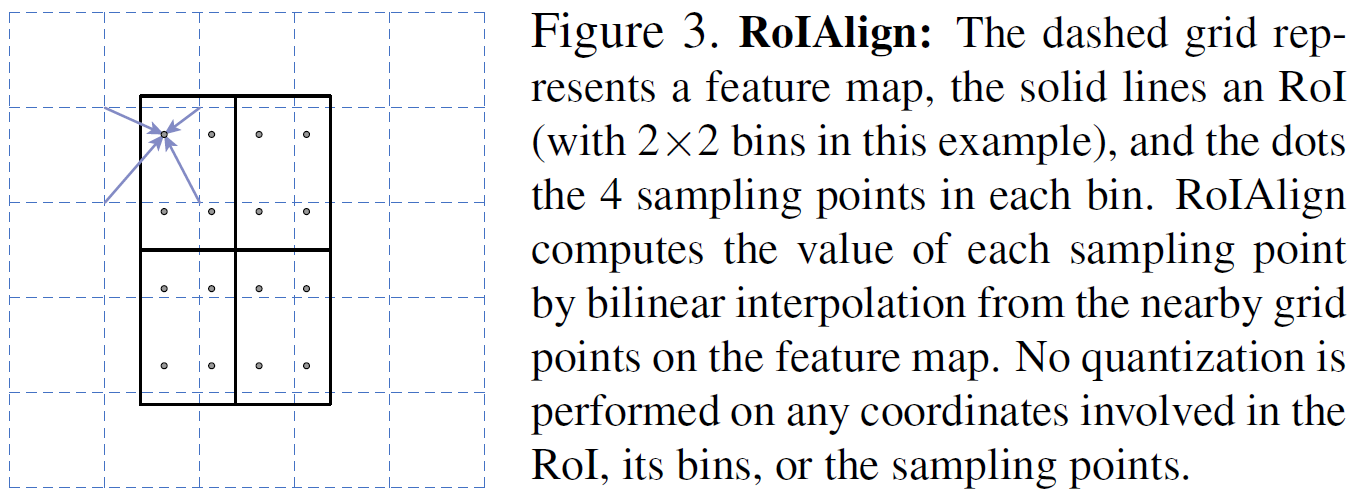 Figure 3. RoIAlign: The dashed grid rep-
resents a feature map, the solid lines an RoI
(with 2×2 bins in this example), and the dots
the 4 sampling points in each bin. RoIAlign
computes the value of each sampling point
by bilinear interpolation from the nearby grid
points on the feature map. No quantization is
performed on any coordinates involved in the
RoI, its bins, or the sampling points.